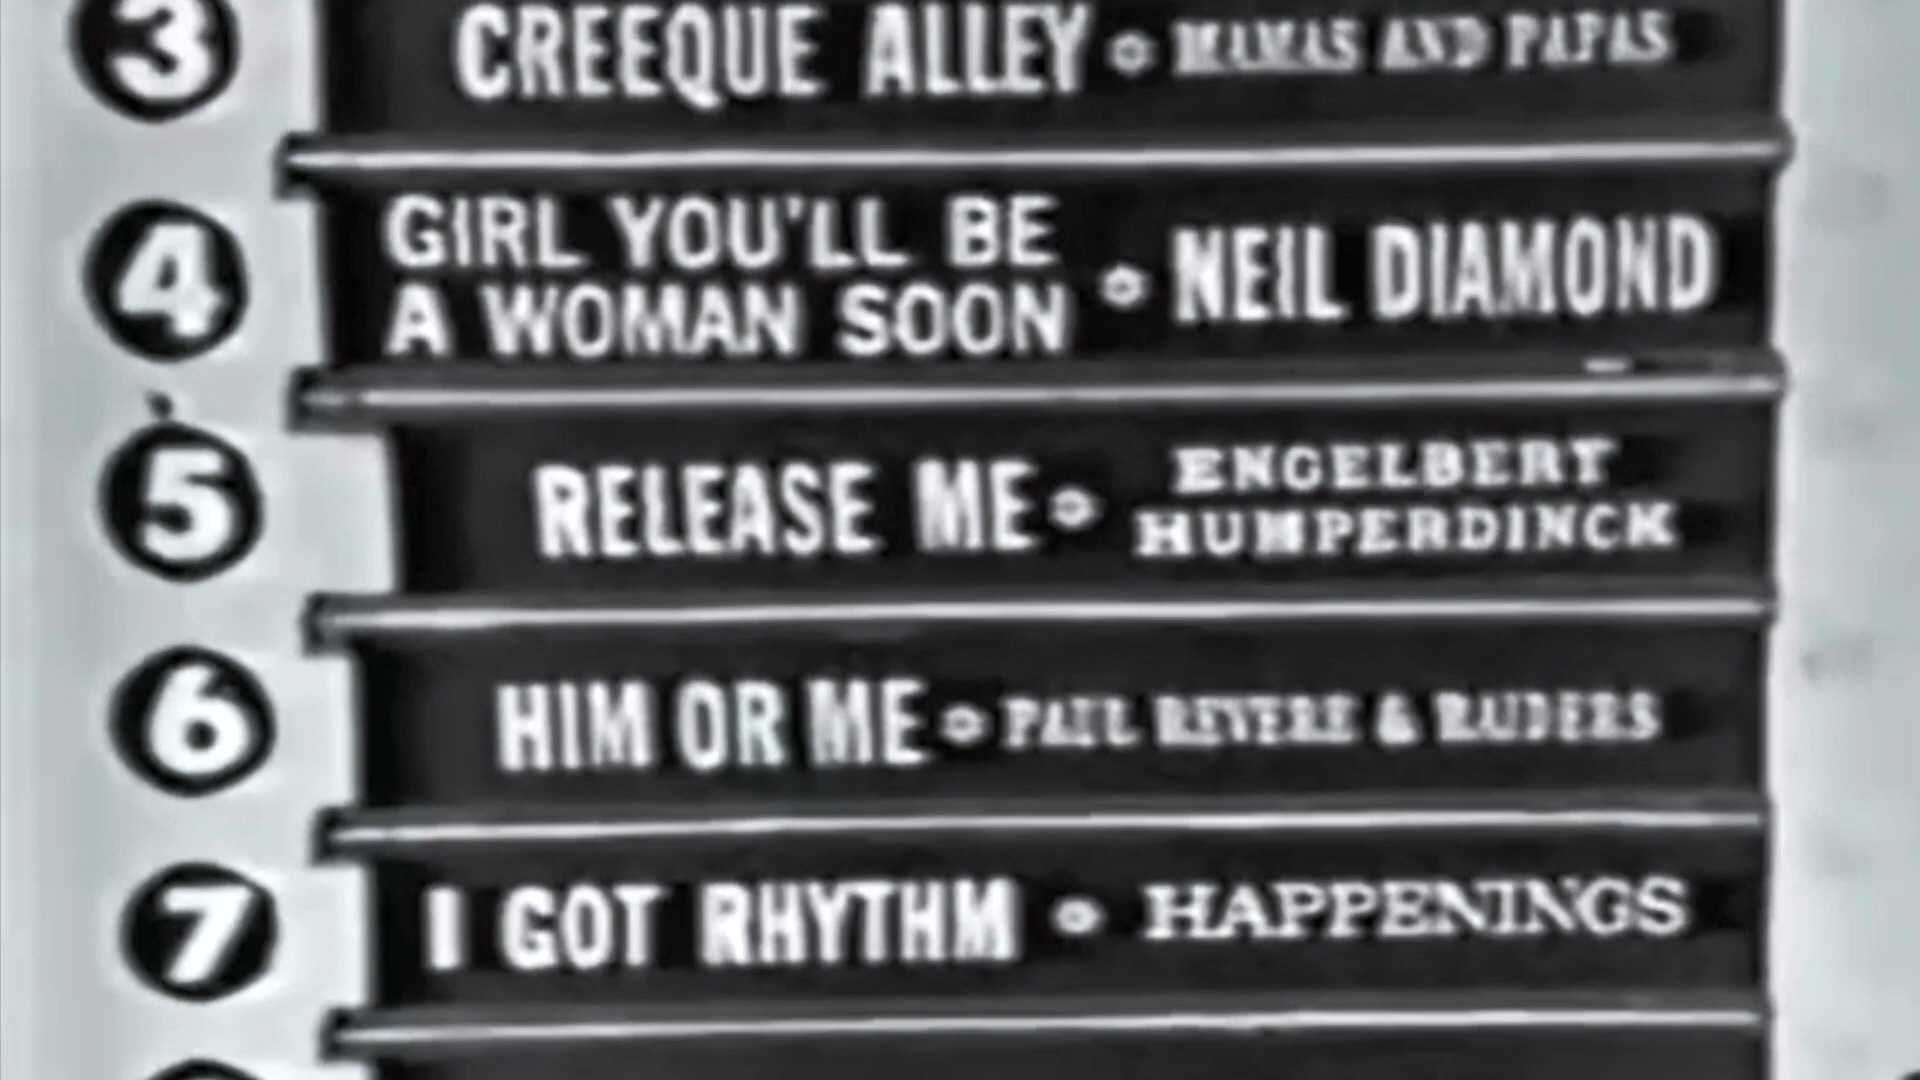 3 CREEQUE ALLEY MAMAS AND PAPAS
4 GIRL YOU'LL BE
A WOMAN SOON NEIL DIAMOND
5 RELEASE ME ENGELBERT
HUMPERDINCK
6 HIM OR ME PAUL REVERE & RAIDERS
7 I GOT RHYTHM HAPPENINGS